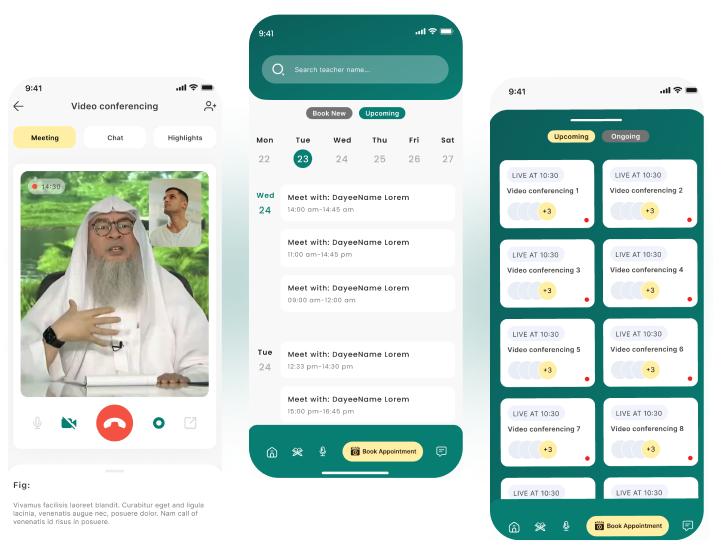 9:41
Video conferencing
Meeting
Chat
Highlights
14:30
Fig:
Vivamus facilisis laoreet blandit. Curabitur eget and ligula
lacinia, venenatis augue nec, posuere dolor. Nam call of
venenatis id risus in posuere.
9:41
Search teacher name...
Book New
Upcoming
Mon Tue Wed Thu Fri Sat
22 23 24 25 26 27
Wed
24
Meet with: DayeeName Lorem
14:00 am-14:45 am
Meet with: DayeeName Lorem
11:00 am-14:45 pm
Meet with: DayeeName Lorem
09:00 am-12:00 am
Tue
24
Meet with: DayeeName Lorem
12:33 pm-14:30 pm
Meet with: DayeeName Lorem
15:00 pm-16:45 pm
Book Appointment
9:41
Upcoming
Ongoing
LIVE AT 10:30
Video conferencing 1
+3
LIVE AT 10:30
Video conferencing 2
+3
LIVE AT 10:30
Video conferencing 3
+3
LIVE AT 10:30
Video conferencing 4
+3
LIVE AT 10:30
Video conferencing 5
+3
LIVE AT 10:30
Video conferencing 6
+3
LIVE AT 10:30
Video conferencing 7
+3
LIVE AT 10:30
Video conferencing 8
+3
LIVE AT 10:30
LIVE AT 10:30
Book Appointment